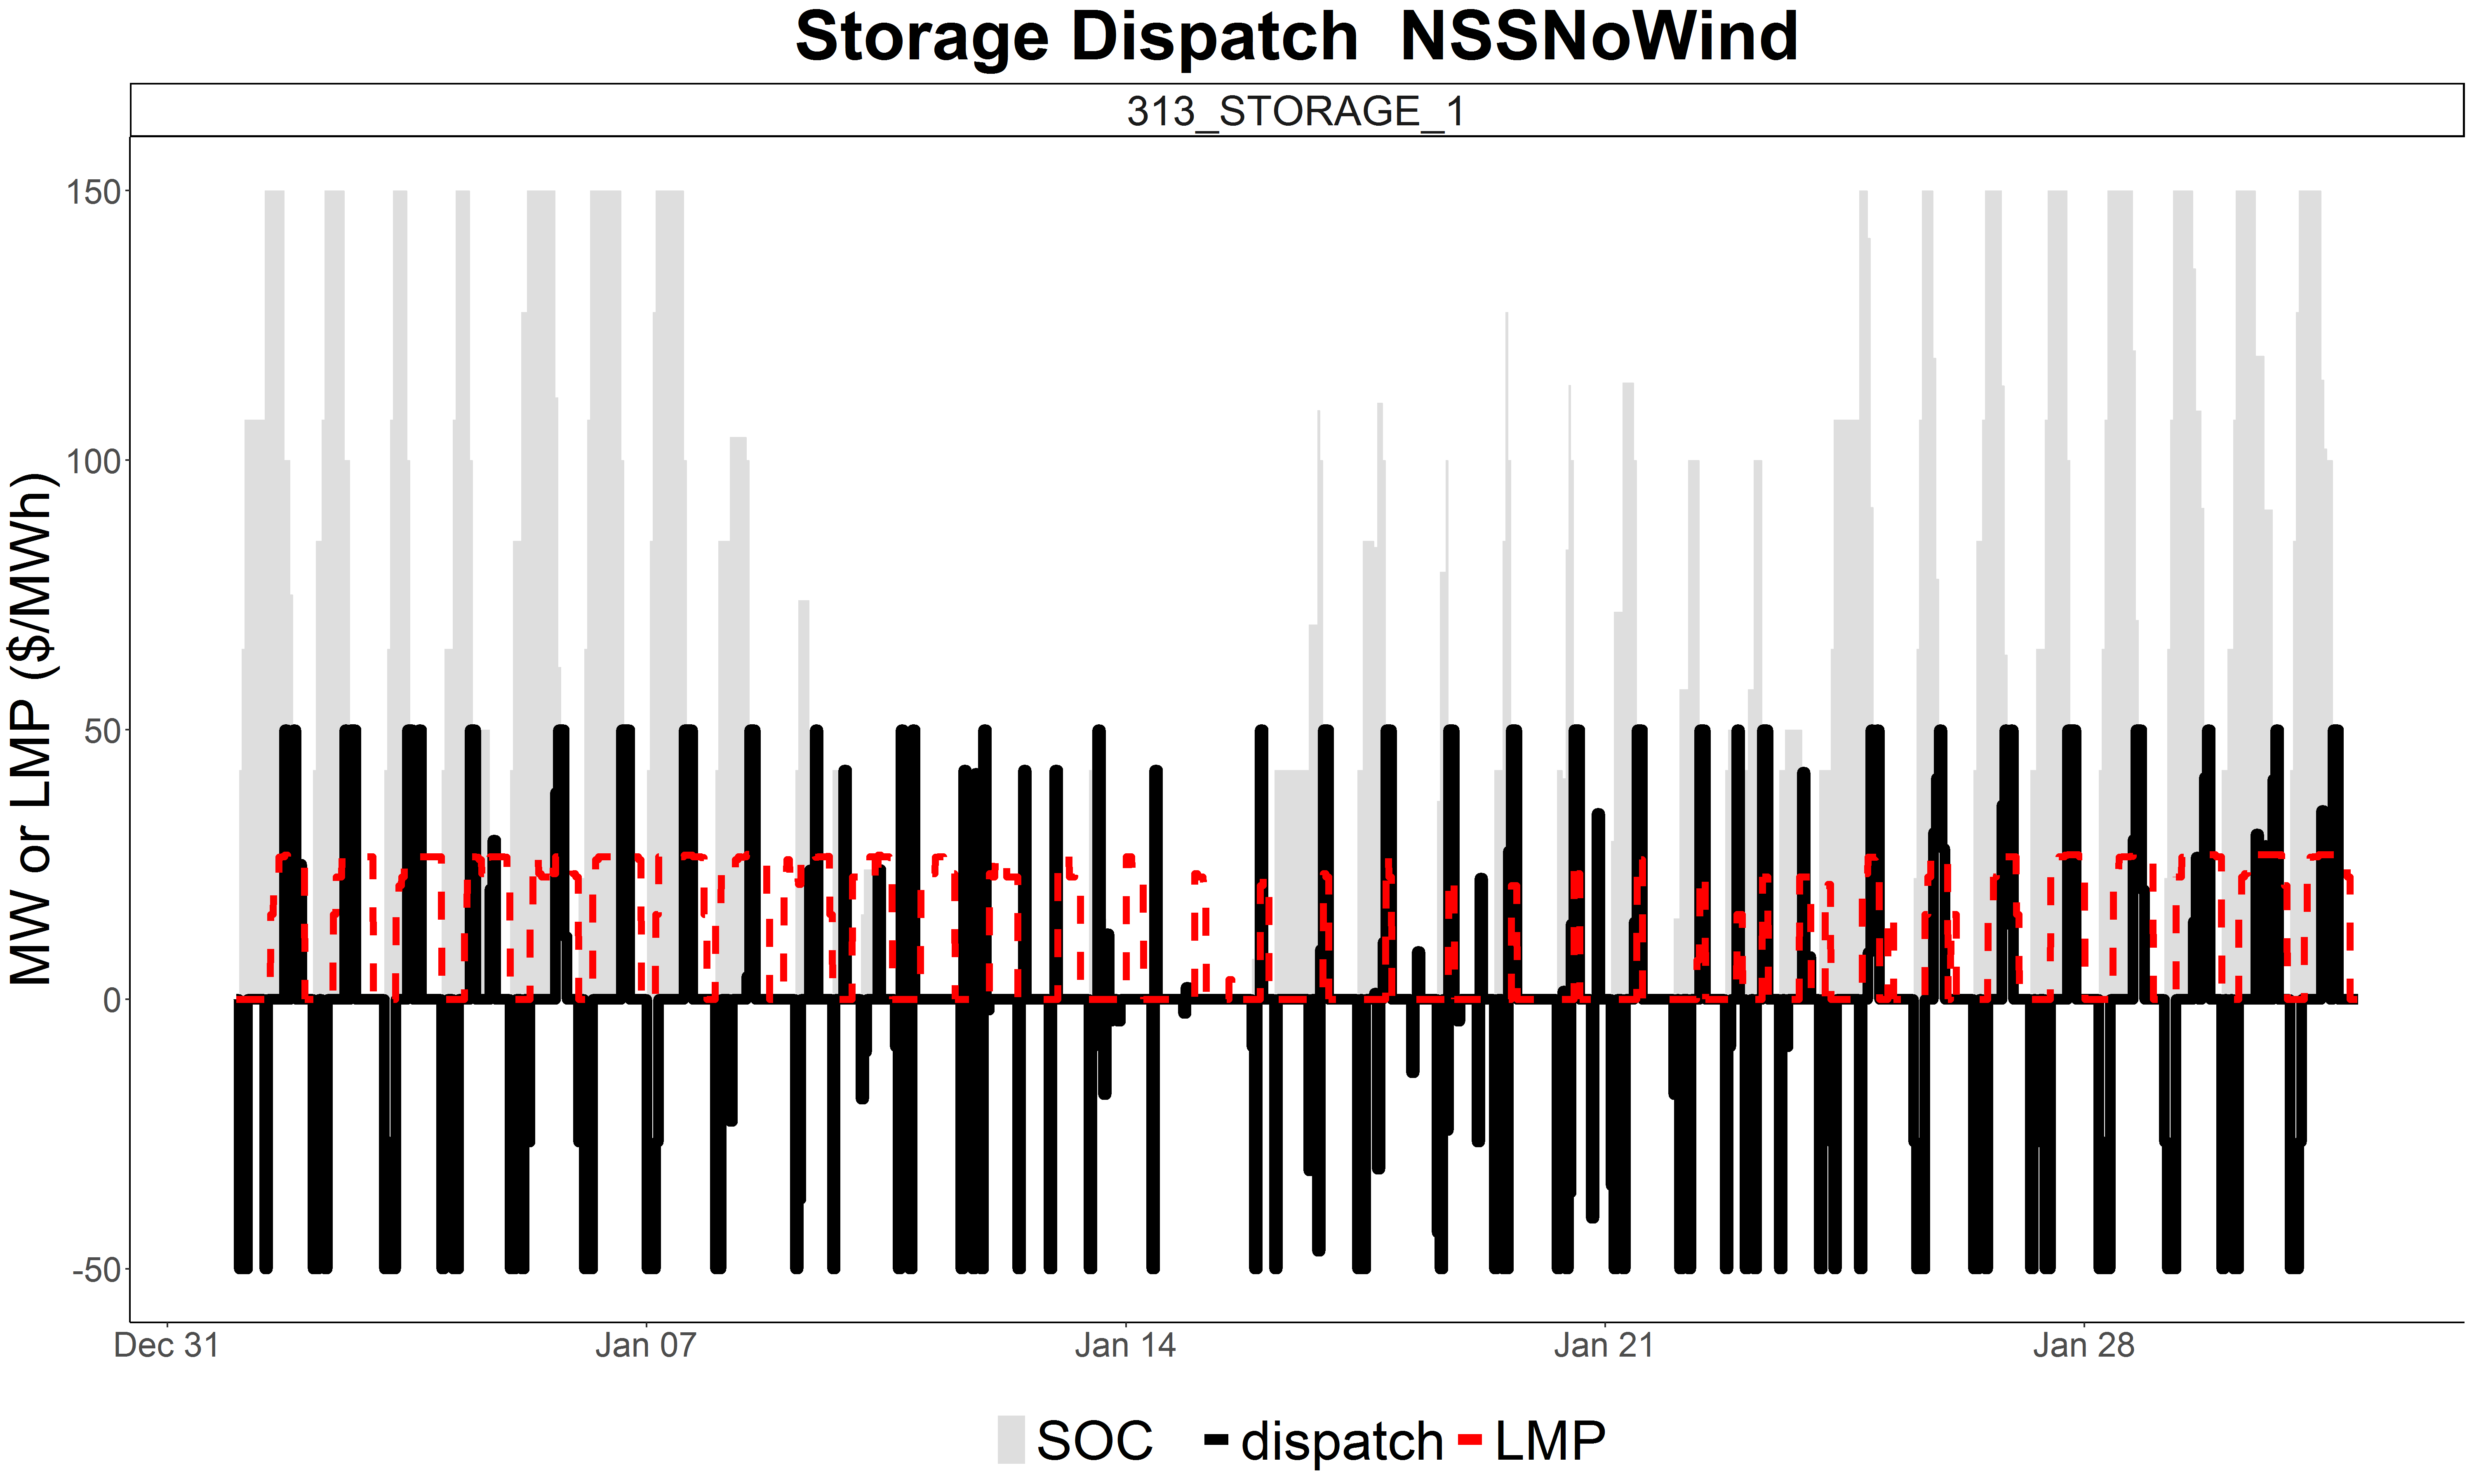 Storage Dispatch  NSSNoWind
313_STORAGE_1
MW or LMP ($/MWh)
150
100
50
0
-50
Dec 31
Jan 07
Jan 14
Jan 21
Jan 28
SOC
dispatch
LMP